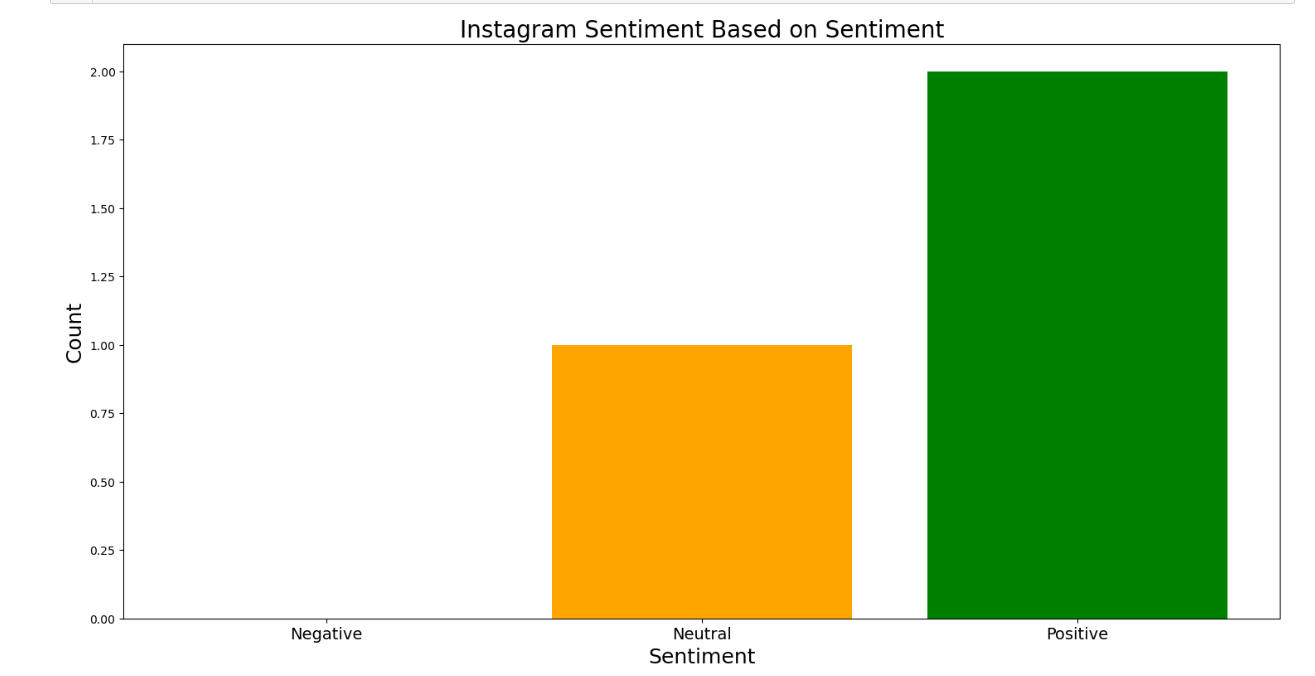 Instagram Sentiment Based on Sentiment
2.00
1.75
1.50
1.25
1.00
0.75
0.50
0.25
0.00
Count
Negative Neutral Positive
Sentiment